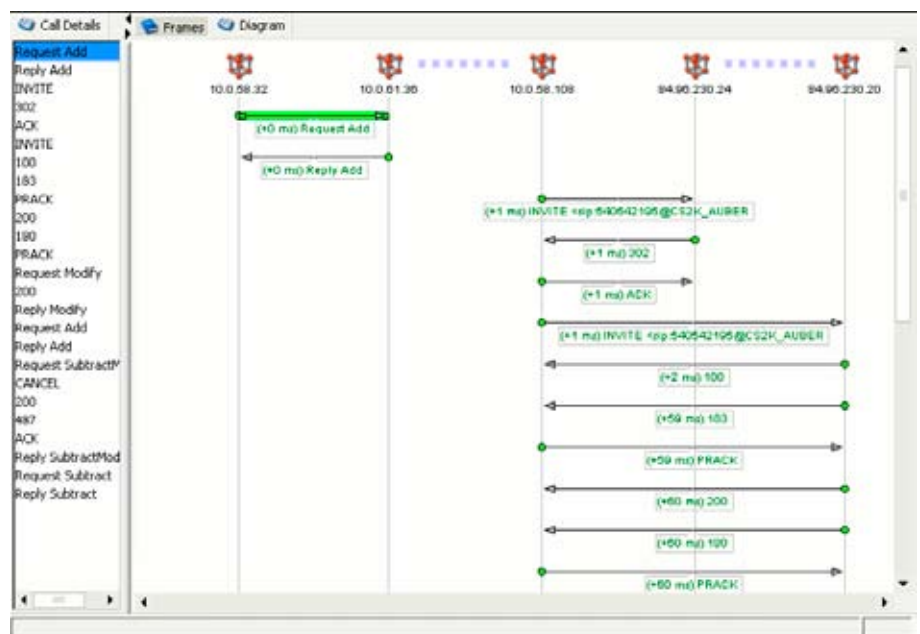 Call Details
Frames
Diagram
Request Add
Reply Add
INVITE
302
ACK
INVITE
100
183
PRACK
200
180
PRACK
Request Modify
200
Reply Modify
Request Add
Reply Add
Request SubtractM
CANCEL
200
487
ACK
Reply SubtractMod
Request Subtract
Reply Subtract
10.0.58.32
10.0.61.36
10.0.58.108
94.96.230.24
94.96.230.20
(+0 ms) Request Add
(+0 ms) Reply Add
(+1 ms) INVITE <sip:540542195@CS2K_AUBER
(+1 ms) 302
(+1 ms) ACK
(+1 ms) INVITE <sip:540542195@CS2K_AUBER
(+2 ms) 100
(+59 ms) 183
(+59 ms) PRACK
(+60 ms) 200
(+60 ms) 180
(+60 ms) PRACK